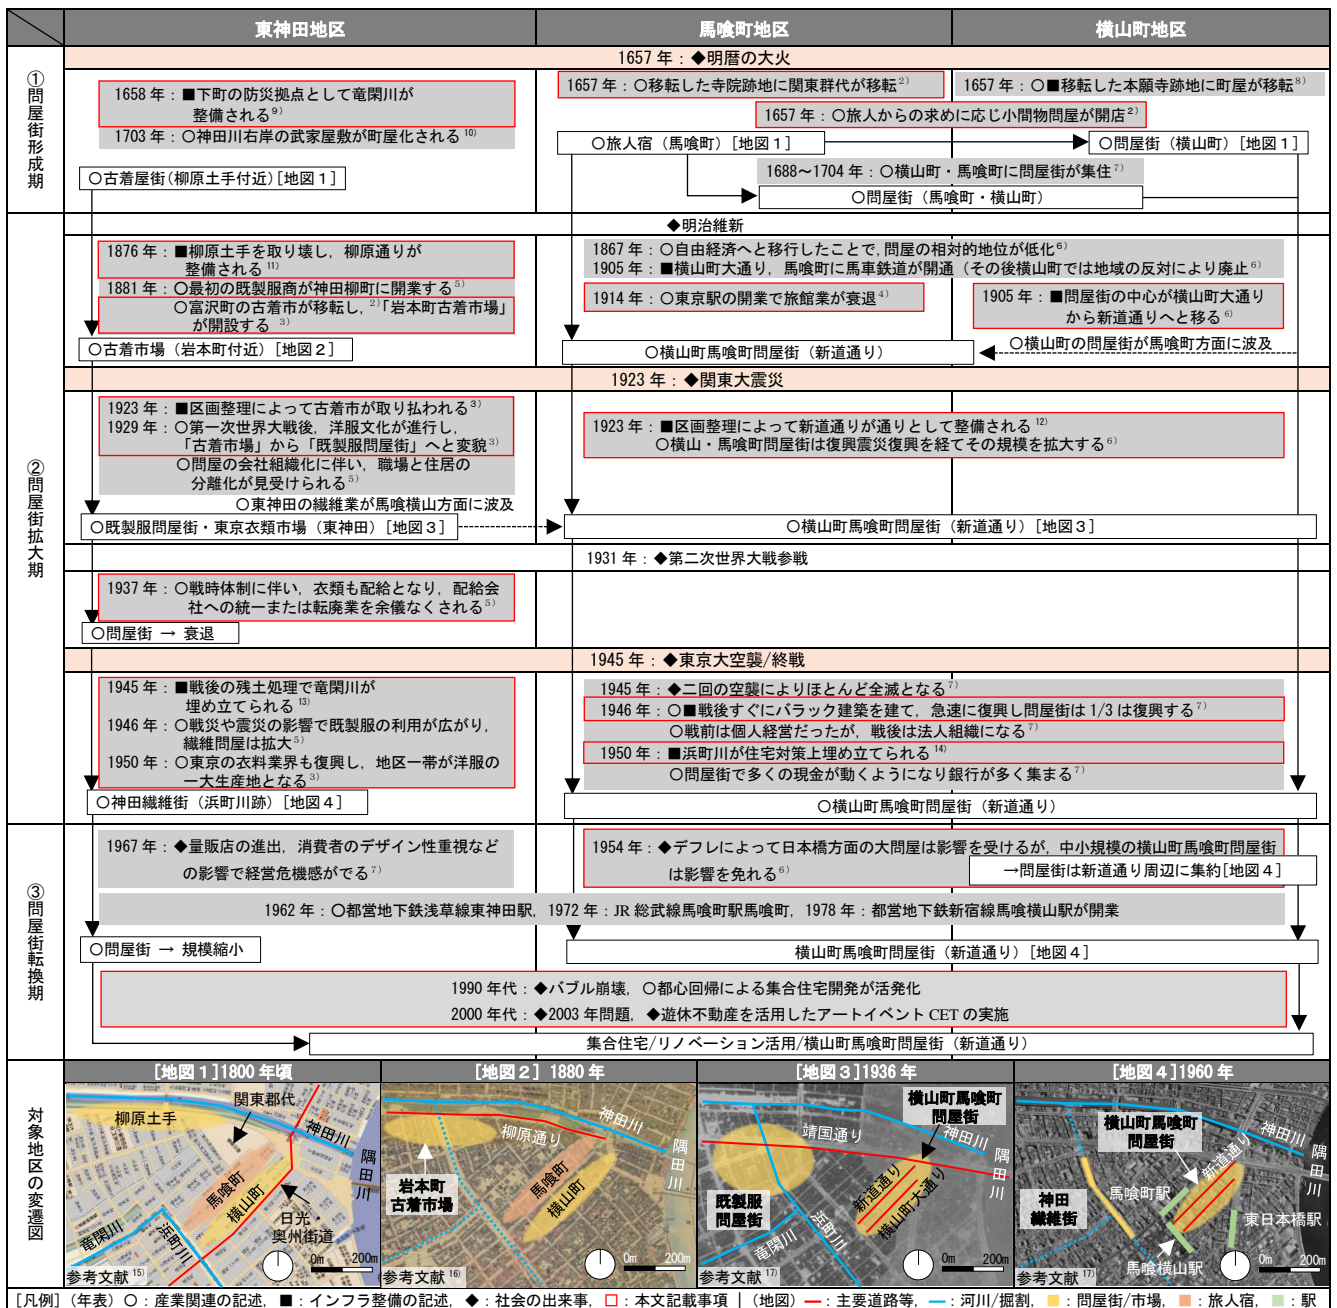 東神田地区
馬喰町地区
横山町地区
①問屋街形成期
1657 年：◆明暦の大火
1658 年：■下町の防災拠点として竜閑川が
整備される 9)
1703 年：○神田川右岸の武家屋敷が町屋化される 10)
○古着屋街(柳原土手付近)[地図１]
1657 年：○移転した寺院跡地に関東群代が移転 2)
1657 年：○■移転した本願寺跡地に町屋が移転 8)
1657 年：○旅人からの求めに応じ小間物問屋が開店 2)
○旅人宿（馬喰町）[地図１]
○問屋街（横山町）[地図１]
1688～1704 年：○横山町・馬喰町に問屋街が集住 7)
○問屋街（馬喰町・横山町）
②問屋街拡大期
◆明治維新
1876 年：■柳原土手を取り壊し，柳原通りが
整備される 11)
1881 年：○最初の既製服商が神田柳町に開業する 5)
○富沢町の古着市が移転し，2)「岩本町古着市場」
が開設する 3)
○古着市場（岩本町付近）[地図２]
1867 年：○自由経済へと移行したことで,問屋の相対的地位が低化 6)
1905 年：■横山町大通り，馬喰町に馬車鉄道が開通（その後横山町では地域の反対により廃止 6)
1914 年：○東京駅の開業で旅館業が衰退 4)
1905 年：■問屋街の中心が横山町大通り
から新道通りへと移る 6)
○横山町馬喰町問屋街（新道通り）
○横山町の問屋街が馬喰町方面に波及
1923 年：◆関東大震災
1923 年：■区画整理によって古着市が取り払われる 3)
1929 年：○第一次世界大戦後，洋服文化が進行し，
「古着市場」から「既製服問屋街」へと変貌 3)
○問屋の会社組織化に伴い，職場と住居の
分離化が見受けられる 5)
○東神田の繊維業が馬喰横山方面に波及
○既製服問屋街・東京衣類市場（東神田）[地図３]
1923 年：■区画整理によって新道通りが通りとして整備される 12)
○横山・馬喰町問屋街は復興震災復興を経てその規模を拡大する 6)
○横山町馬喰町問屋街（新道通り）[地図３]
1931 年：◆第二次世界大戦参戦
1937 年：○戦時体制に伴い，衣類も配給となり，配給会
社への統一または転廃業を余儀なくされる 5)
○問屋街 → 衰退
1945 年：◆東京大空襲/終戦
1945 年：■戦後の残土処理で竜閑川が
埋め立てられる 13)
1946 年：○戦災や震災の影響で既製服の利用が広がり，
繊維問屋は拡大 5)
1950 年：○東京の衣料業界も復興し，地区一帯が洋服の
一大生産地となる 3)
○神田繊維街（浜町川跡）[地図４]
1945 年：◆二回の空襲によりほとんど全滅となる 7)
1946 年：○■戦後すぐにバラック建築を建て，急速に復興し問屋街は 1/3 は復興する 7)
○戦前は個人経営だったが，戦後は法人組織になる 7)
1950 年：■浜町川が住宅対策上埋め立てられる 14)
○問屋街で多くの現金が動くようになり銀行が多く集まる 7)
○横山町馬喰町問屋街（新道通り）
③問屋街転換期
1967 年：◆量販店の進出，消費者のデザイン性重視など
の影響で経営危機感がでる 7)
1954 年：◆デフレによって日本橋方面の大問屋は影響を受けるが，中小規模の横山町馬喰町問屋街
は影響を免れる 6)
→問屋街は新道通り周辺に集約[地図４]
1962 年：○都営地下鉄浅草線東神田駅，1972 年：JR 総武線馬喰町駅馬喰町，1978 年：都営地下鉄新宿線馬喰横山駅が開業
○問屋街 → 規模縮小
横山町馬喰町問屋街（新道通り）[地図４]
1990 年代：◆バブル崩壊，○都心回帰による集合住宅開発が活発化
2000 年代：◆2003 年問題，◆遊休不動産を活用したアートイベント CET の実施
集合住宅/リノベーション活用/横山町馬喰町問屋街（新道通り）
対象地区の変遷図
[地図１]1800 年頃
柳原土手
関東郡代
神田川
隅田川
馬喰町
横山町
竜閑川
浜町川
日光
奥州街道
0m 200m
参考文献 15)
[地図２] 1880 年
柳原通り
神田川
隅田川
岩本町
古着市場
馬喰町
横山町
0m 200m
参考文献 16)
[地図３]1936 年
横山町馬喰町
問屋街
靖国通り
神田川
隅田川
既製服
問屋街
新道通り
横山町大通り
竜閑川
浜町川
0m 200m
参考文献 17)
[地図４]1960 年
横山町馬喰町
問屋街
神田川
隅田川
新道通り
馬喰町駅
神田
繊維街
東日本橋駅
馬喰横山駅
0m 200m
参考文献 17)
[凡例]（年表）○：産業関連の記述，■：インフラ整備の記述，◆：社会の出来事，□：本文記載事項｜（地図）：主要道路等，：河川/掘割，：問屋街/市場，：旅人宿，：駅